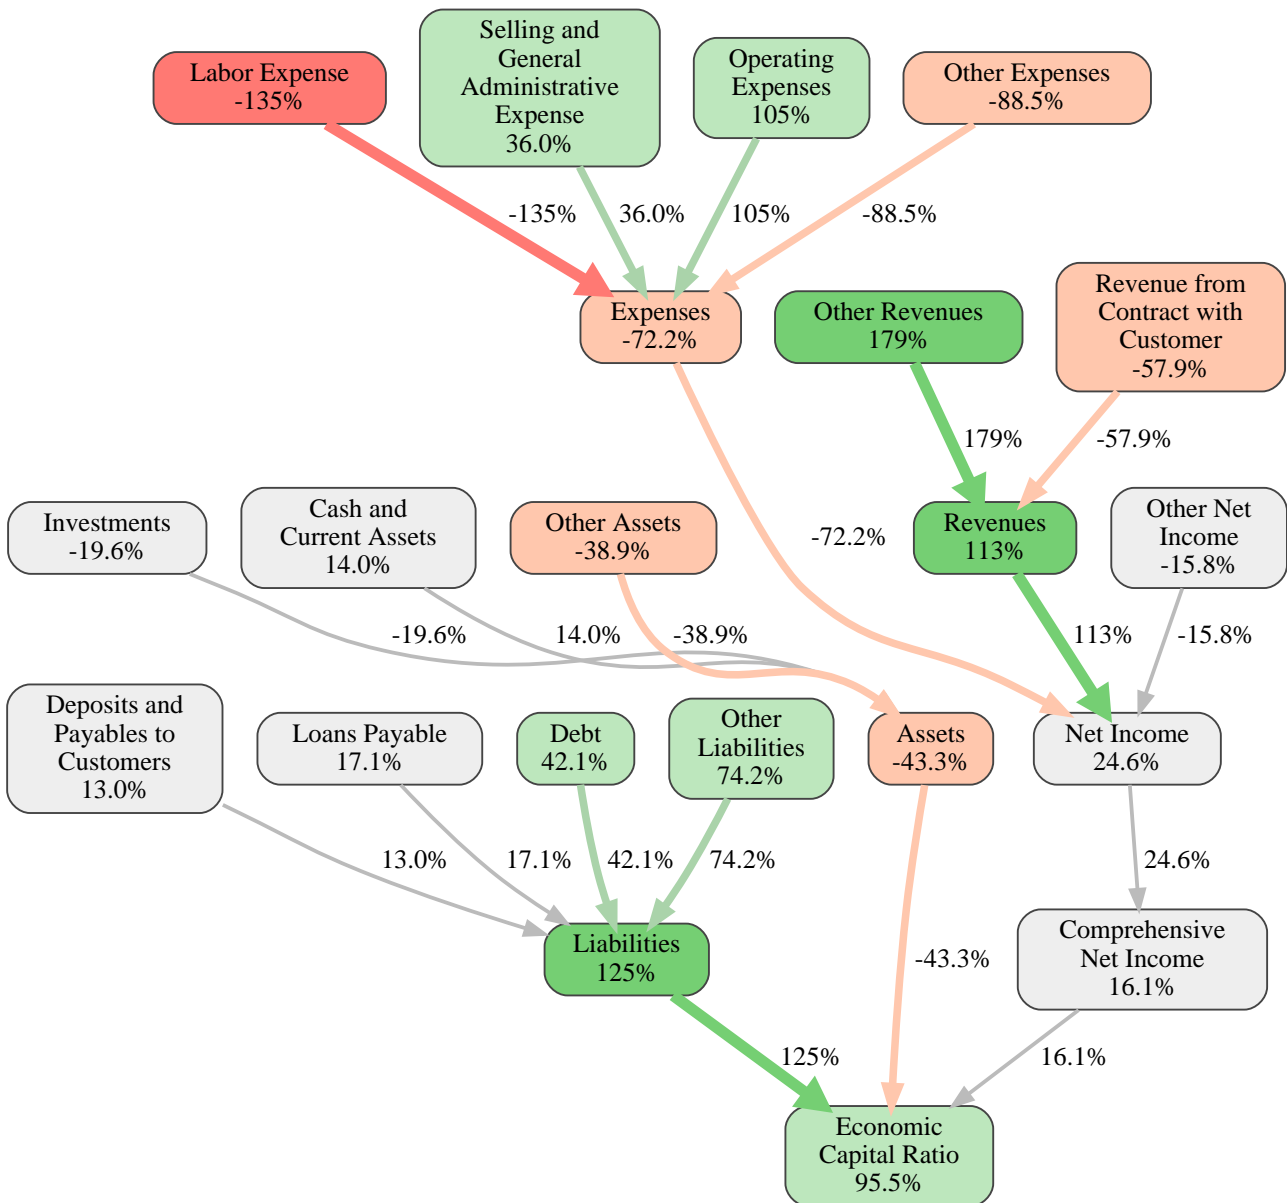 Labor Expense
-135%
Selling and
General
Administrative
Expense
36.0%
Operating
Expenses
105%
Other Expenses
-88.5%
-135%
36.0%
105%
-88.5%
Expenses
-72.2%
Other Revenues
179%
Revenue from
Contract with
Customer
-57.9%
179%
-57.9%
Investments
-19.6%
Cash and
Current Assets
14.0%
Other Assets
-38.9%
-72.2%
Revenues
113%
Other Net
Income
-15.8%
-19.6%
14.0%
-38.9%
113%
-15.8%
Deposits and
Payables to
Customers
13.0%
Loans Payable
17.1%
Debt
42.1%
Other
Liabilities
74.2%
Assets
-43.3%
Net Income
24.6%
13.0%
17.1%
42.1%
74.2%
24.6%
Liabilities
125%
-43.3%
Comprehensive
Net Income
16.1%
125%
16.1%
Economic
Capital Ratio
95.5%